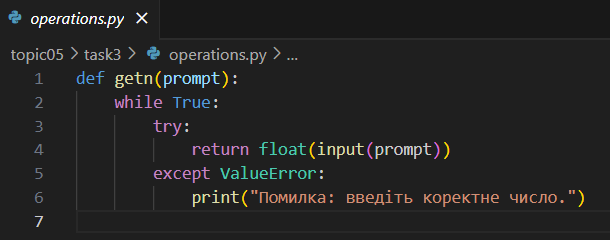 operations.py ×
topic05 > task3 > operations.py > ...
1 def getn(prompt):
2     while True:
3         try:
4             return float(input(prompt))
5         except ValueError:
6             print("Помилка: введіть коректне число.")
7